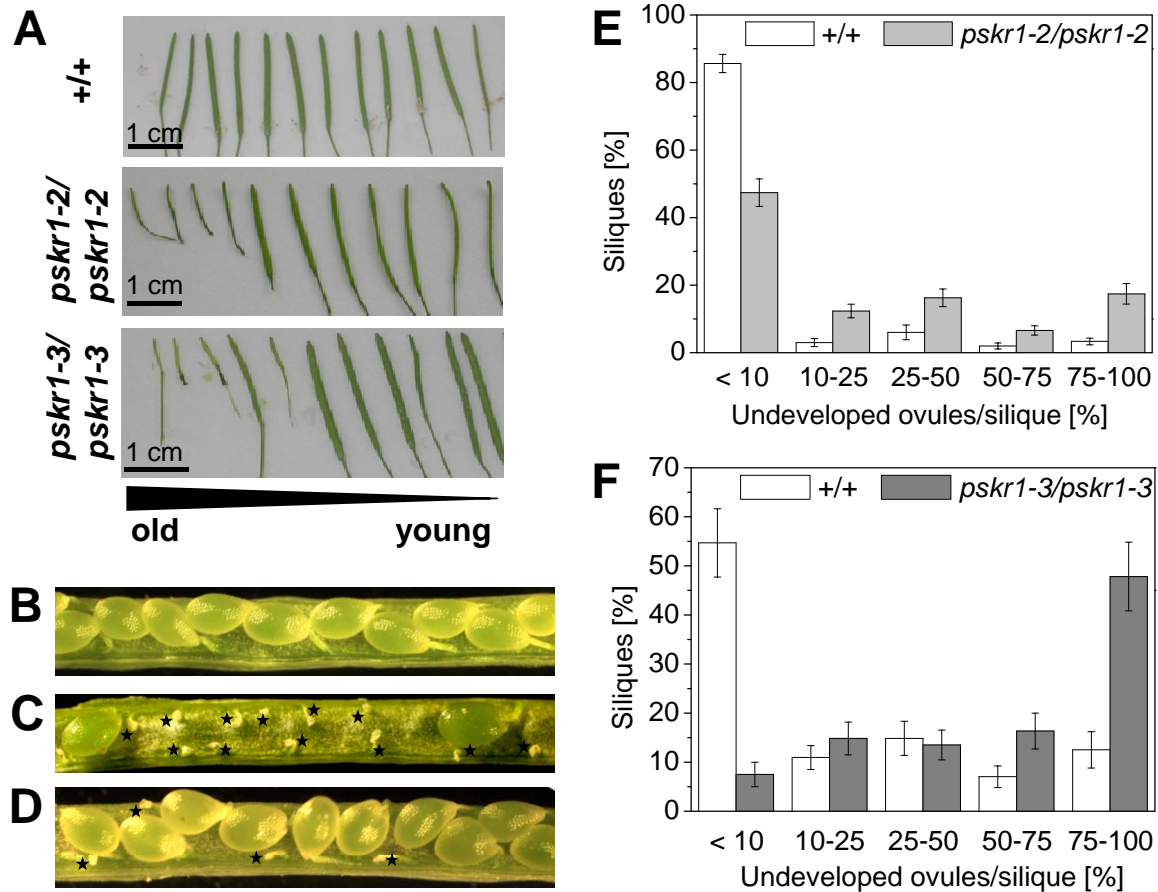 A
+/+
1 cm
pskr1-2/
pskr1-2
1 cm
pskr1-3/
pskr1-3
1 cm
old young
B
C
D
E
+/+ pskr1-2/pskr1-2
Siliques [%]
100
80
60
40
20
0
< 10 10-25 25-50 50-75 75-100
Undeveloped ovules/silique [%]
F
+/+ pskr1-3/pskr1-3
Siliques [%]
70
60
50
40
30
20
10
0
< 10 10-25 25-50 50-75 75-100
Undeveloped ovules/silique [%]